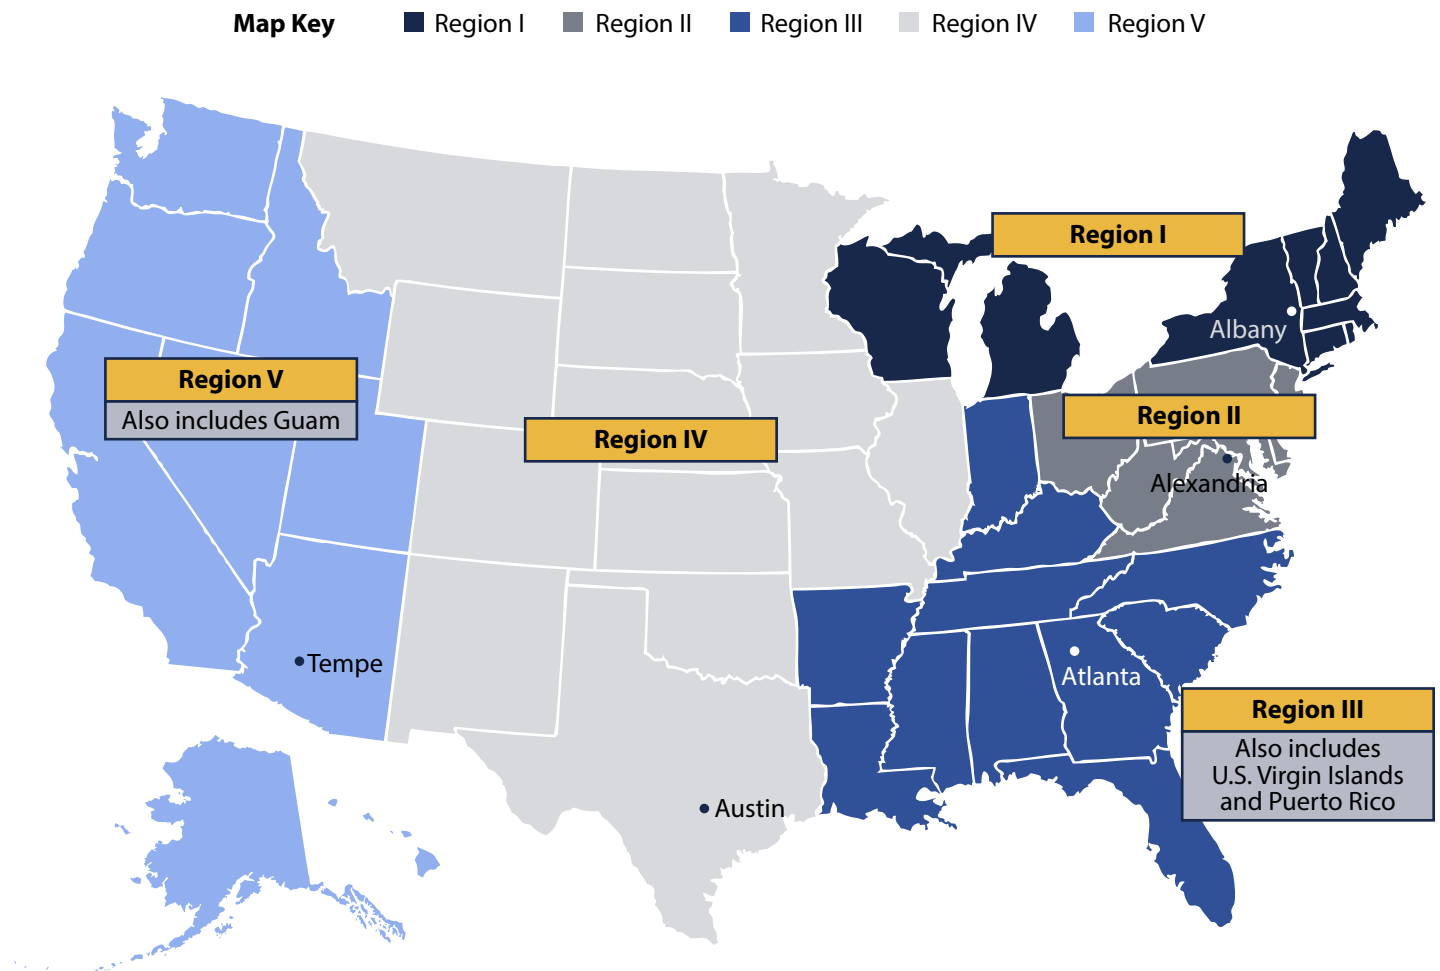 Map Key Region I Region II Region III Region IV Region V
Region I
Albany
Region V
Also includes Guam
Region II
Region IV
Alexandria
Tempe
Atlanta
Region III
Also includes
U.S. Virgin Islands
and Puerto Rico
Austin